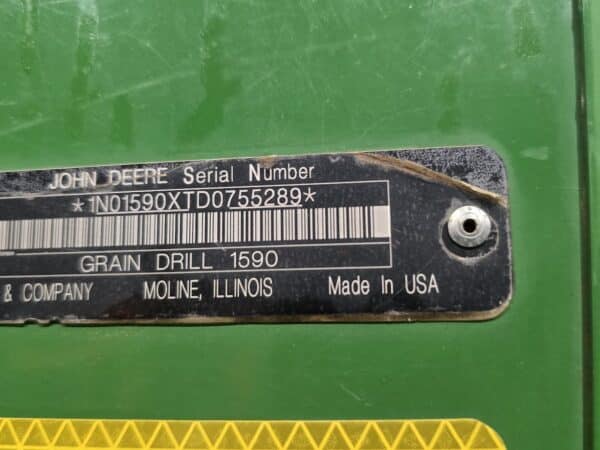 JOHN DEERE Serial Number
*1N01590XTD0755289*
GRAIN DRILL 1590
& COMPANY MOLINE, ILLINOIS Made In USA